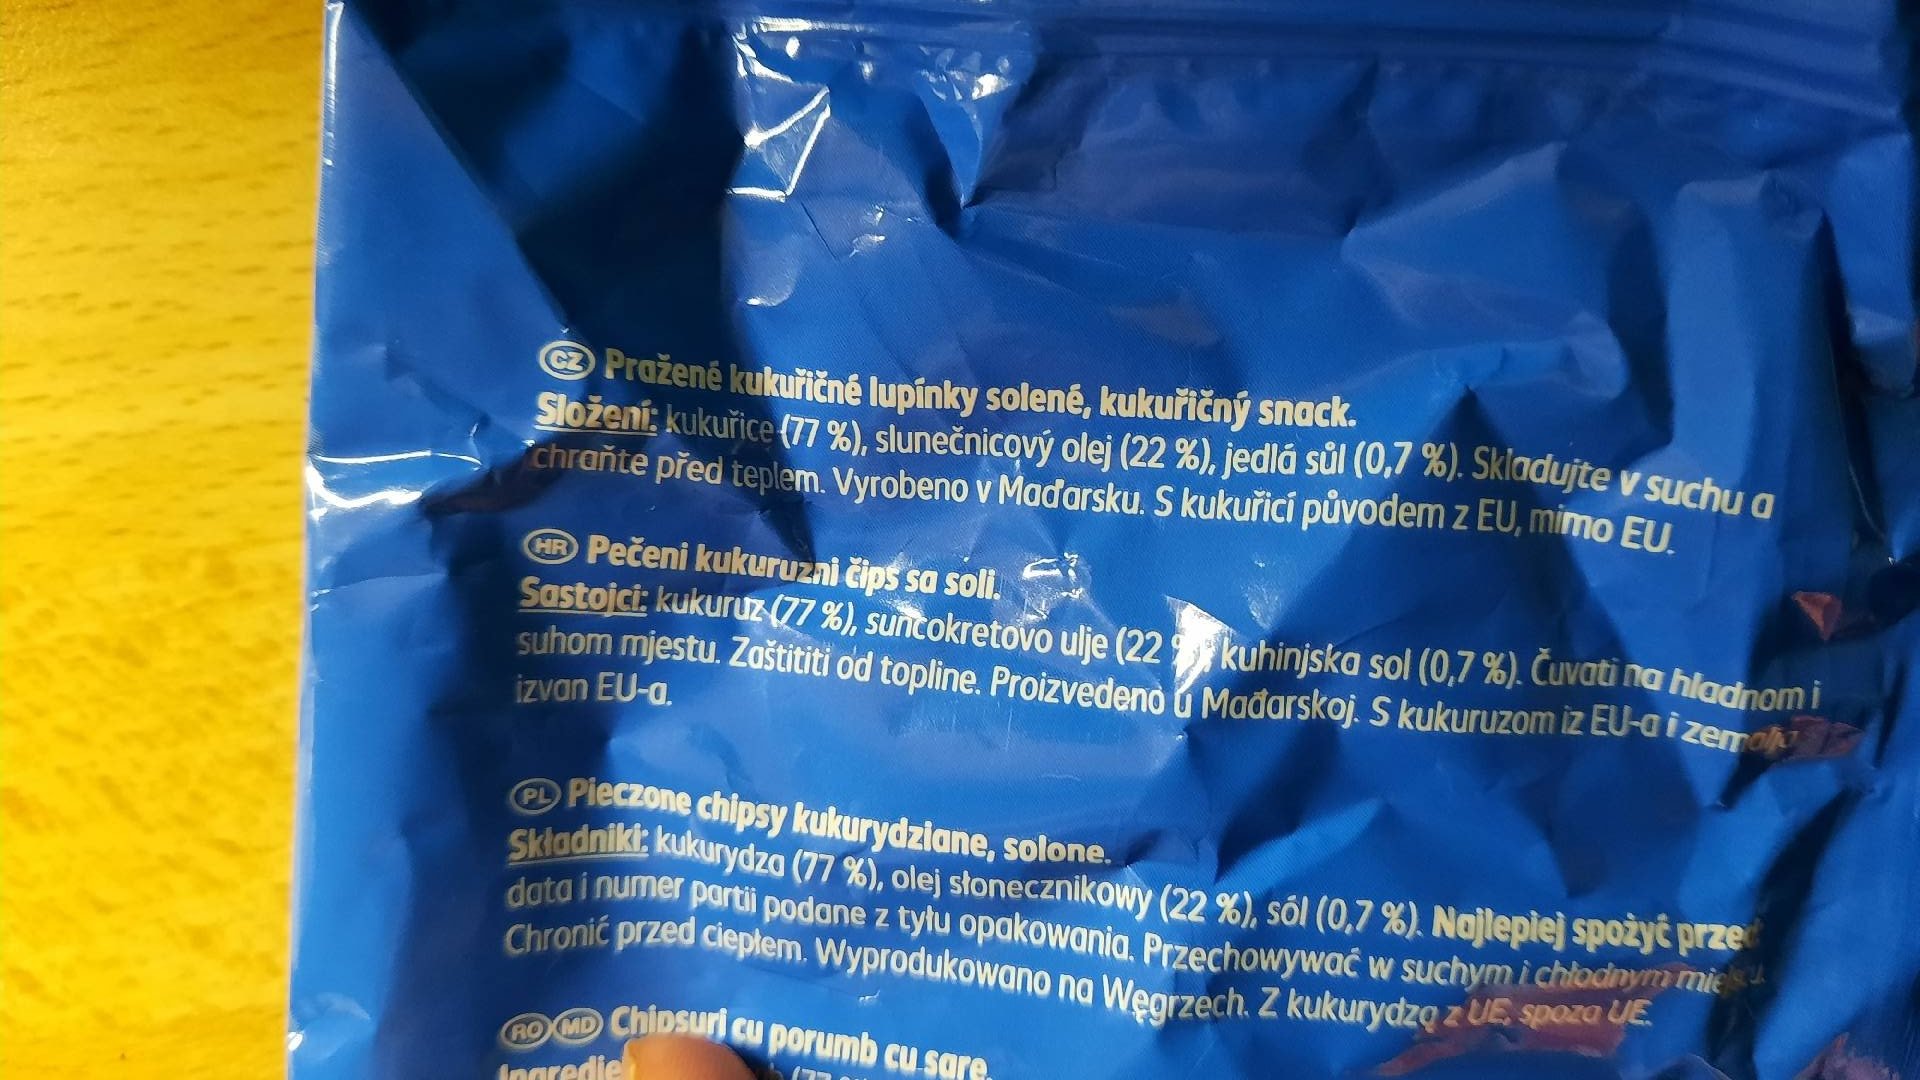 CZ Pražené kukuřičné lupínky solené, kukuřičný snack.
Složení: kukuřice (77 %), slunečnicový olej (22 %), jedlá sůl (0,7 %). Skladujte v suchu a
chraňte před teplem. Vyrobeno v Maďarsku. S kukuřicí původem z EU, mimo EU.
HR Pečeni kukuruzni čips sa soli.
Sastojci: kukuruz (77 %), suncokretovo ulje (22 %), kuhinjska sol (0,7 %). Čuvati na hladnom i
suhom mjestu. Zaštititi od topline. Proizvedeno u Mađarskoj. S kukuruzom iz EU-a i zemalja
izvan EU-a.
PL Pieczone chipsy kukurydziane, solone.
Składniki: kukurydza (77 %), olej słonecznikowy (22 %), sól (0,7 %). Najlepiej spożyć przed:
data i numer partii podane z tyłu opakowania. Przechowywać w suchym i chłodnym miejscu.
Chronić przed ciepłem. Wyprodukowano na Węgrzech. Z kukurydzą z UE, spoza UE.
RO MD Chipsuri cu porumb cu sare.
(77